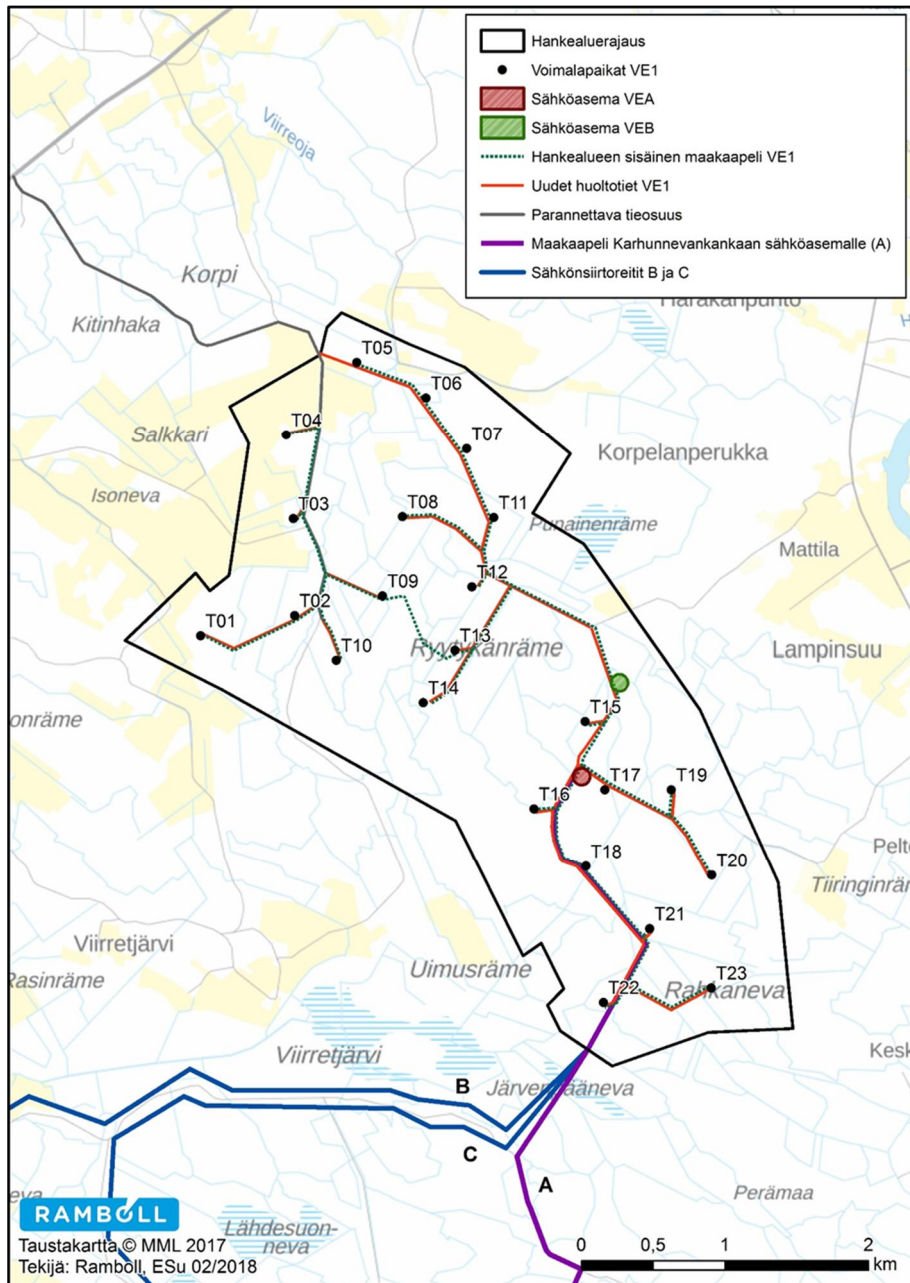 Hankealuerajaus
Voimalapaikat VE1
Sähköasema VEA
Sähköasema VEB
Hankealueen sisäinen maakaapeli VE1
Uudet huoltotiet VE1
Parannettava tieosuus
Maakaapeli Karhunnevankankaan sähköasemalle (A)
Sähkönsiirtoreitit B ja C
Viirreoja
Korpi
Kitinhaka
T05
T06
T04
Salkkari
T07
Korpelanperukka
Isoneva
T03
T08
T11
Punainenräme
Mattila
T09
T12
T01
T02
T10
T13
Ryytykänräme
Lampinsuu
T14
T15
T17
T19
T16
T18
T20
T21
Viirretjärvi
Uimusräme
Rasinräme
T22
T23
Rahkaneva
Viirretjärvi
B
C
A
Perämaa
Lähdesuon-
neva
RAMBOLL
Taustakartta © MML 2017
Tekijä: Ramboll, ESu 02/2018
0 0,5 1 2
km